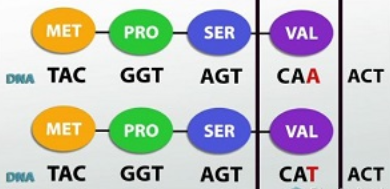 MET PRO SER VAL
DNA TAC GGT AGT CAA ACT
MET PRO SER VAL
DNA TAC GGT AGT CAT ACT